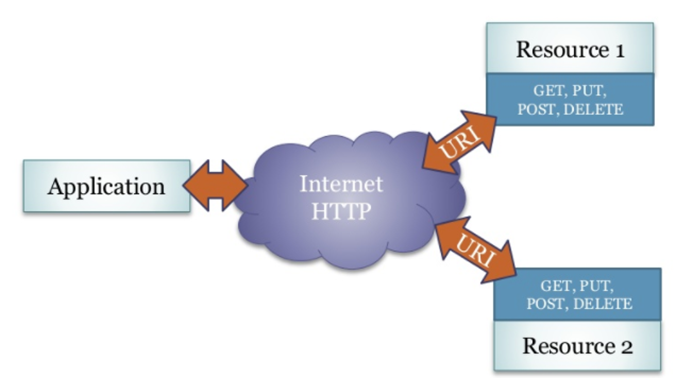 Resource 1
GET, PUT,
POST, DELETE
URI
Application
Internet
HTTP
URI
GET, PUT,
POST, DELETE
Resource 2